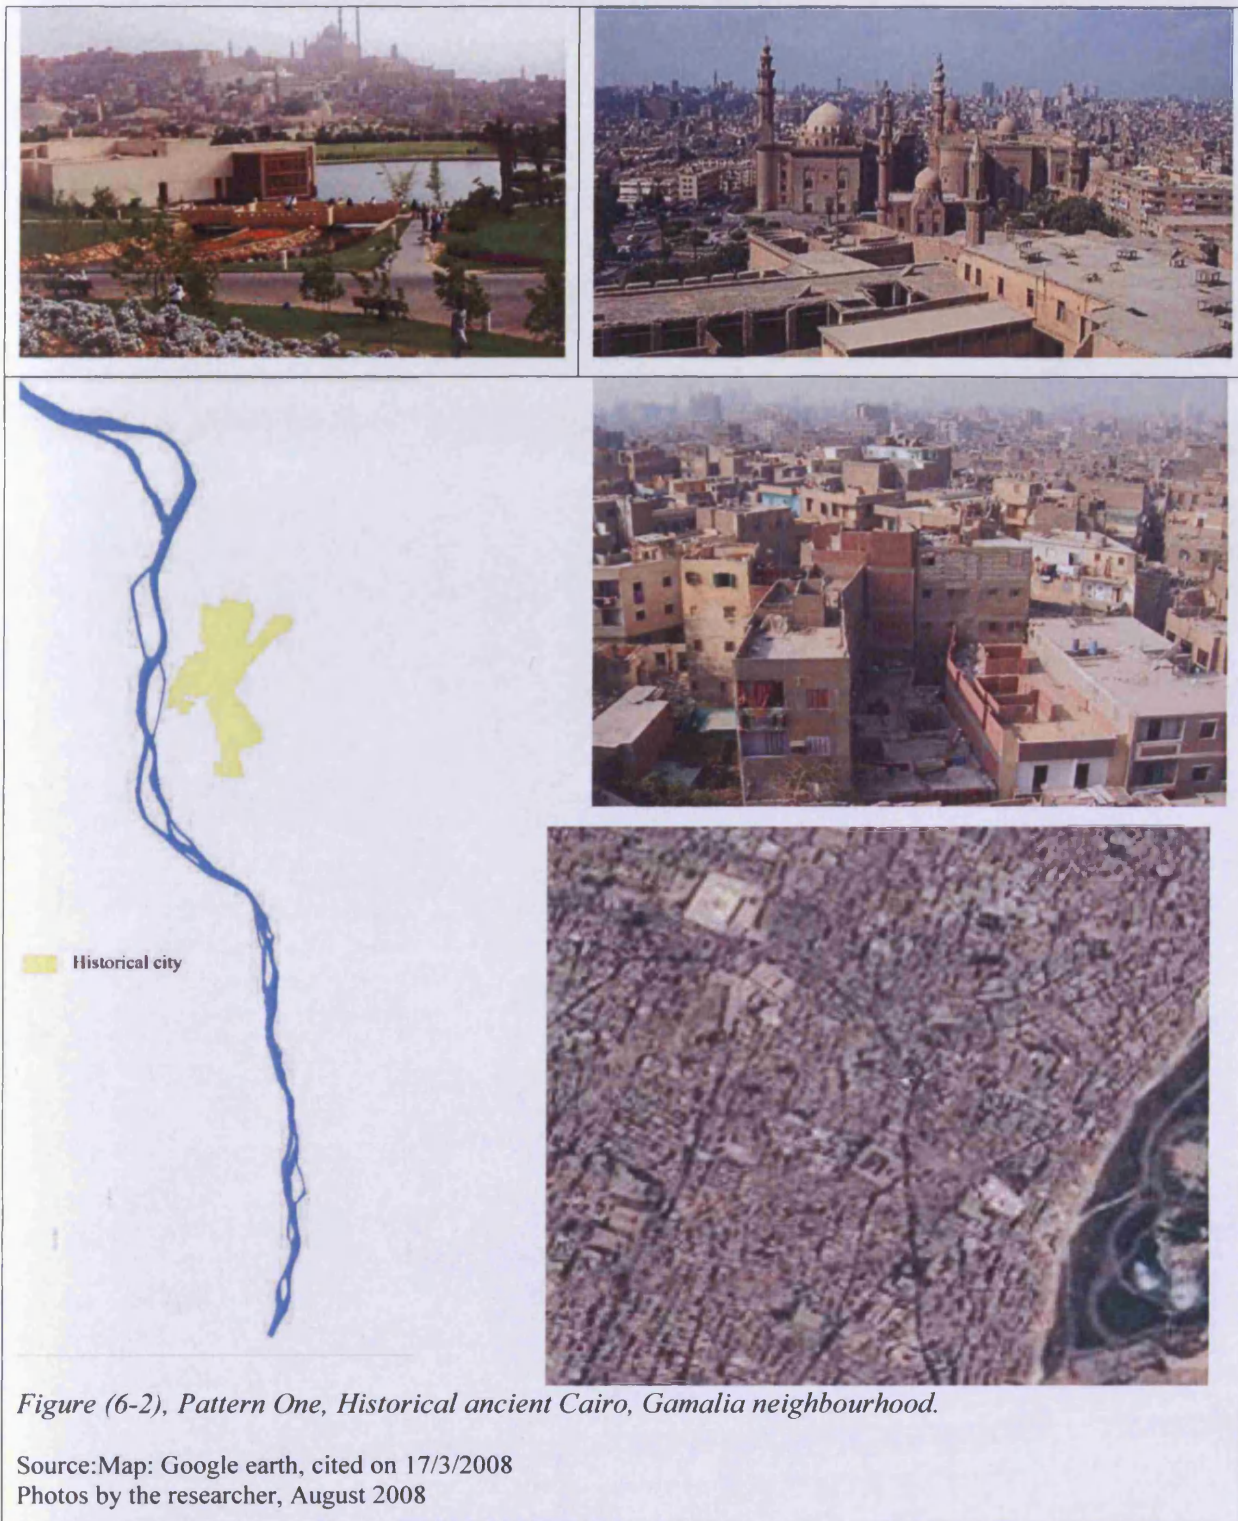 Historical city
Figure (6-2), Pattern One, Historical ancient Cairo, Gamalia neighbourhood.
Source:Map: Google earth, cited on 17/3/2008
Photos by the researcher, August 2008